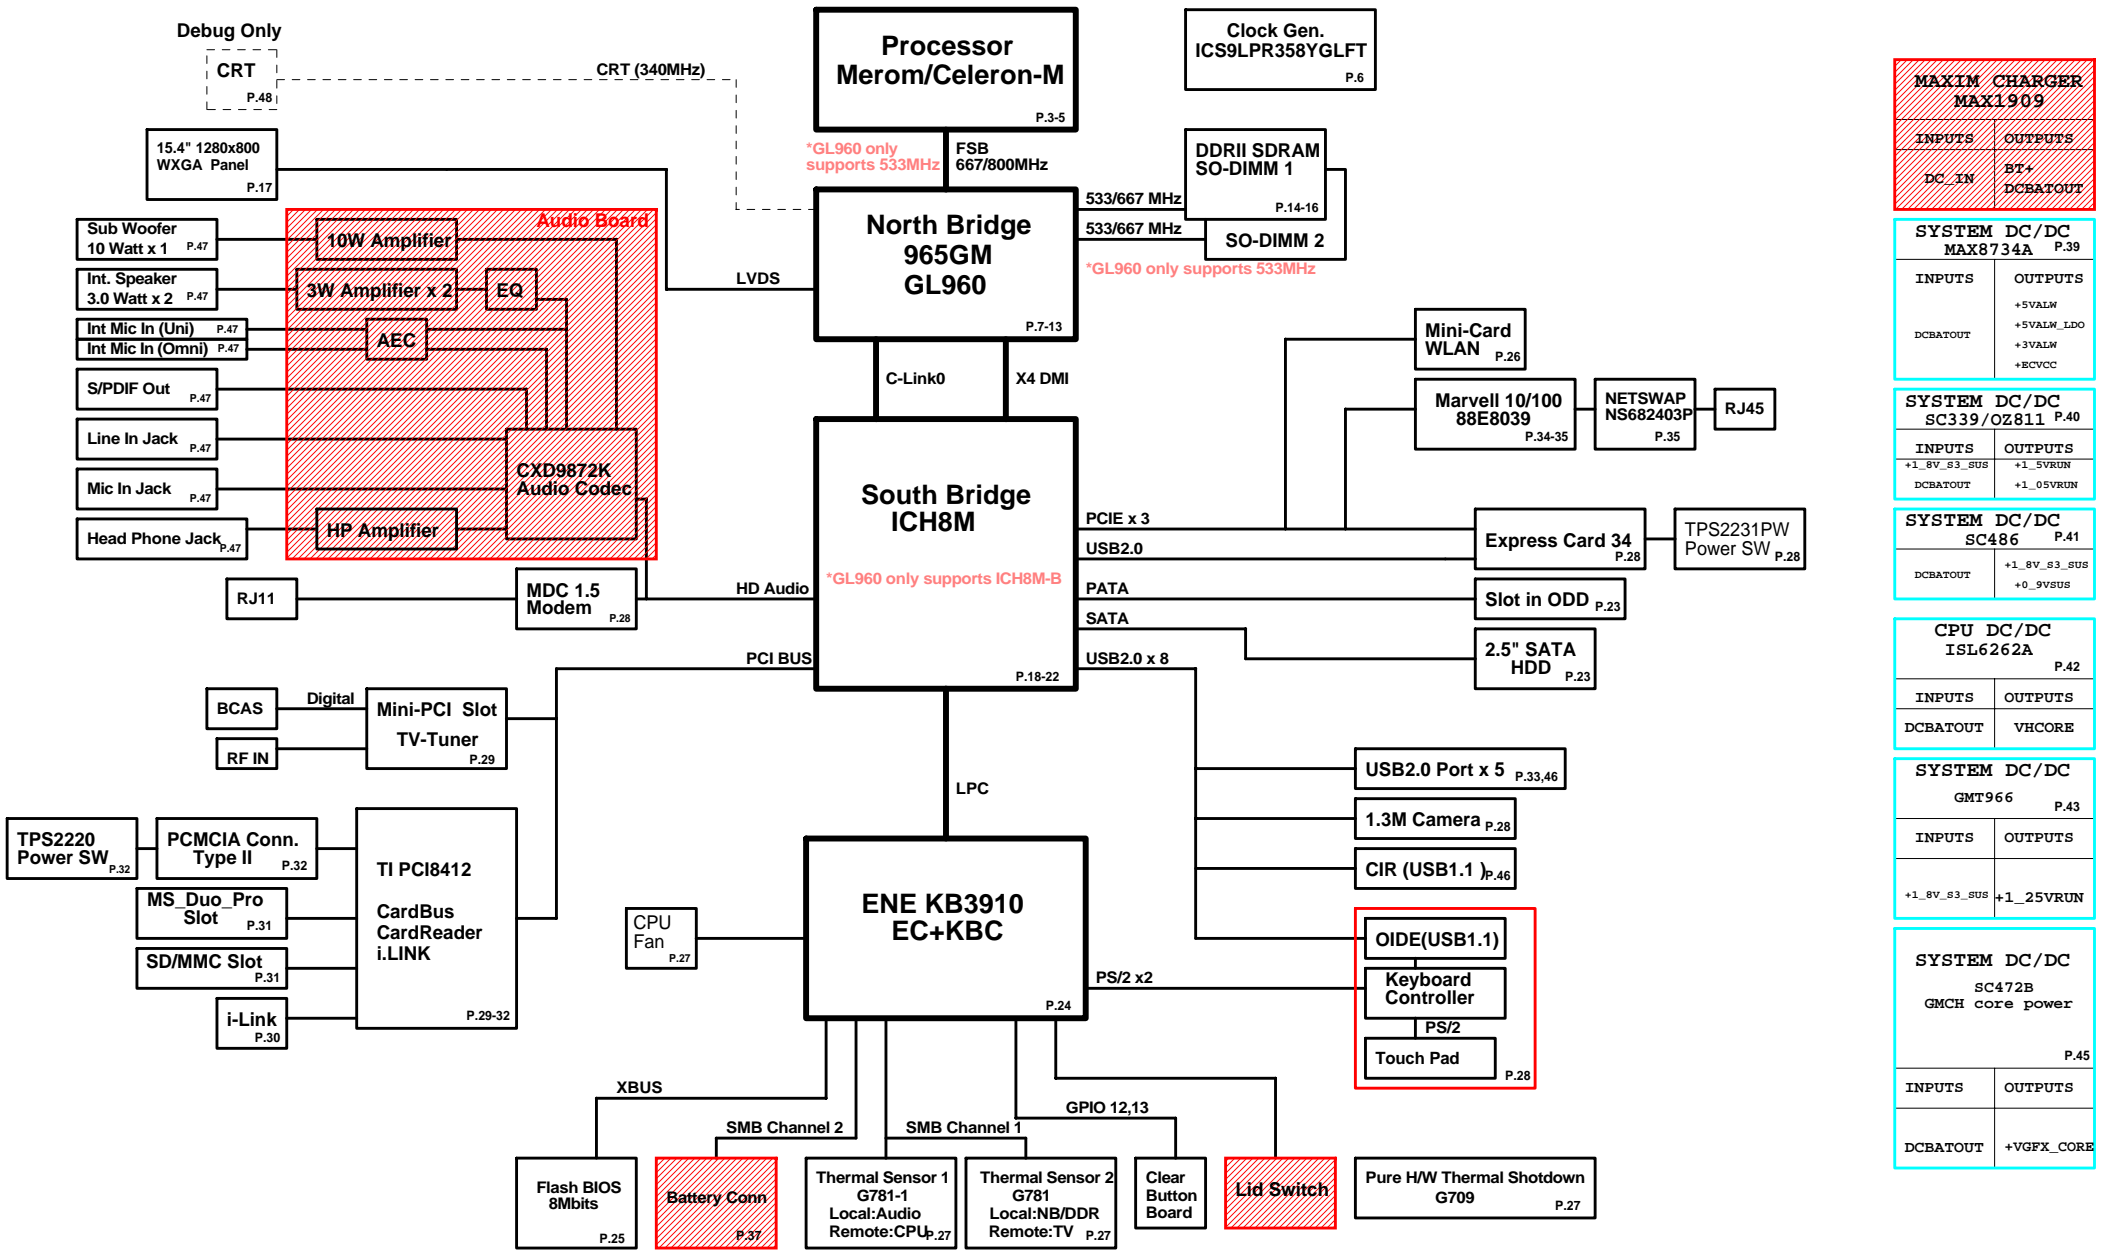 Debug Only
CRT
P.48
CRT (340MHz)
Processor
Merom/Celeron-M
P.3-5
Clock Gen.
ICS9LPR358YGLFT
P.6
15.4" 1280x800
WXGA Panel
P.17
*GL960 only
supports 533MHz
FSB
667/800MHz
DDRII SDRAM
SO-DIMM 1
P.14-16
533/667 MHz
533/667 MHz
SO-DIMM 2
*GL960 only supports 533MHz
North Bridge
965GM
GL960
P.7-13
LVDS
Audio Board
Sub Woofer
10 Watt x 1 P.47
10W Amplifier
Int. Speaker
3.0 Watt x 2 P.47
3W Amplifier x 2
EQ
Int Mic In (Uni) P.47
Int Mic In (Omni) P.47
AEC
S/PDIF Out
P.47
Line In Jack
P.47
Mic In Jack
P.47
Head Phone Jack
P.47
HP Amplifier
CXD9872K
Audio Codec
C-Link0
X4 DMI
Mini-Card
WLAN P.26
Marvell 10/100
88E8039
P.34-35
NETSWAP
NS682403P
P.35
RJ45
South Bridge
ICH8M
*GL960 only supports ICH8M-B
P.18-22
PCIE x 3
USB2.0
Express Card 34
P.28
TPS2231PW
Power SW P.28
PATA
Slot in ODD P.23
SATA
2.5" SATA
HDD P.23
USB2.0 x 8
HD Audio
RJ11
MDC 1.5
Modem
P.28
PCI BUS
BCAS
Digital
RF IN
Mini-PCI Slot
TV-Tuner
P.29
LPC
USB2.0 Port x 5 P.33,46
1.3M Camera P.28
CIR (USB1.1 ) P.46
TPS2220
Power SW P.32
PCMCIA Conn.
Type II P.32
MS_Duo_Pro
Slot P.31
SD/MMC Slot
P.31
i-Link
P.30
TI PCI8412
CardBus
CardReader
i.LINK
P.29-32
CPU
Fan
P.27
ENE KB3910
EC+KBC
P.24
OIDE(USB1.1)
PS/2 x2
Keyboard
Controller
PS/2
Touch Pad
P.28
XBUS
SMB Channel 2
SMB Channel 1
GPIO 12,13
Flash BIOS
8Mbits
P.25
Battery Conn
P.37
Thermal Sensor 1
G781-1
Local:Audio
Remote:CPU P.27
Thermal Sensor 2
G781
Local:NB/DDR
Remote:TV P.27
Clear
Button
Board
Lid Switch
Pure H/W Thermal Shotdown
G709
P.27
MAXIM CHARGER
MAX1909
INPUTS OUTPUTS
DC_IN BT+
DCBATOUT
SYSTEM DC/DC
MAX8734A P.39
INPUTS OUTPUTS
DCBATOUT
+5VALW
+5VALW_LDO
+3VALW
+ECVCC
SYSTEM DC/DC
SC339/OZ811 P.40
INPUTS OUTPUTS
+1_8V_S3_SUS +1_5VRUN
DCBATOUT +1_05VRUN
SYSTEM DC/DC
SC486 P.41
DCBATOUT
+1_8V_S3_SUS
+0_9VSUS
CPU DC/DC
ISL6262A
P.42
INPUTS OUTPUTS
DCBATOUT VHCORE
SYSTEM DC/DC
GMT966 P.43
INPUTS OUTPUTS
+1_8V_S3_SUS +1_25VRUN
SYSTEM DC/DC
SC472B
GMCH core power
P.45
INPUTS OUTPUTS
DCBATOUT +VGFX_CORE